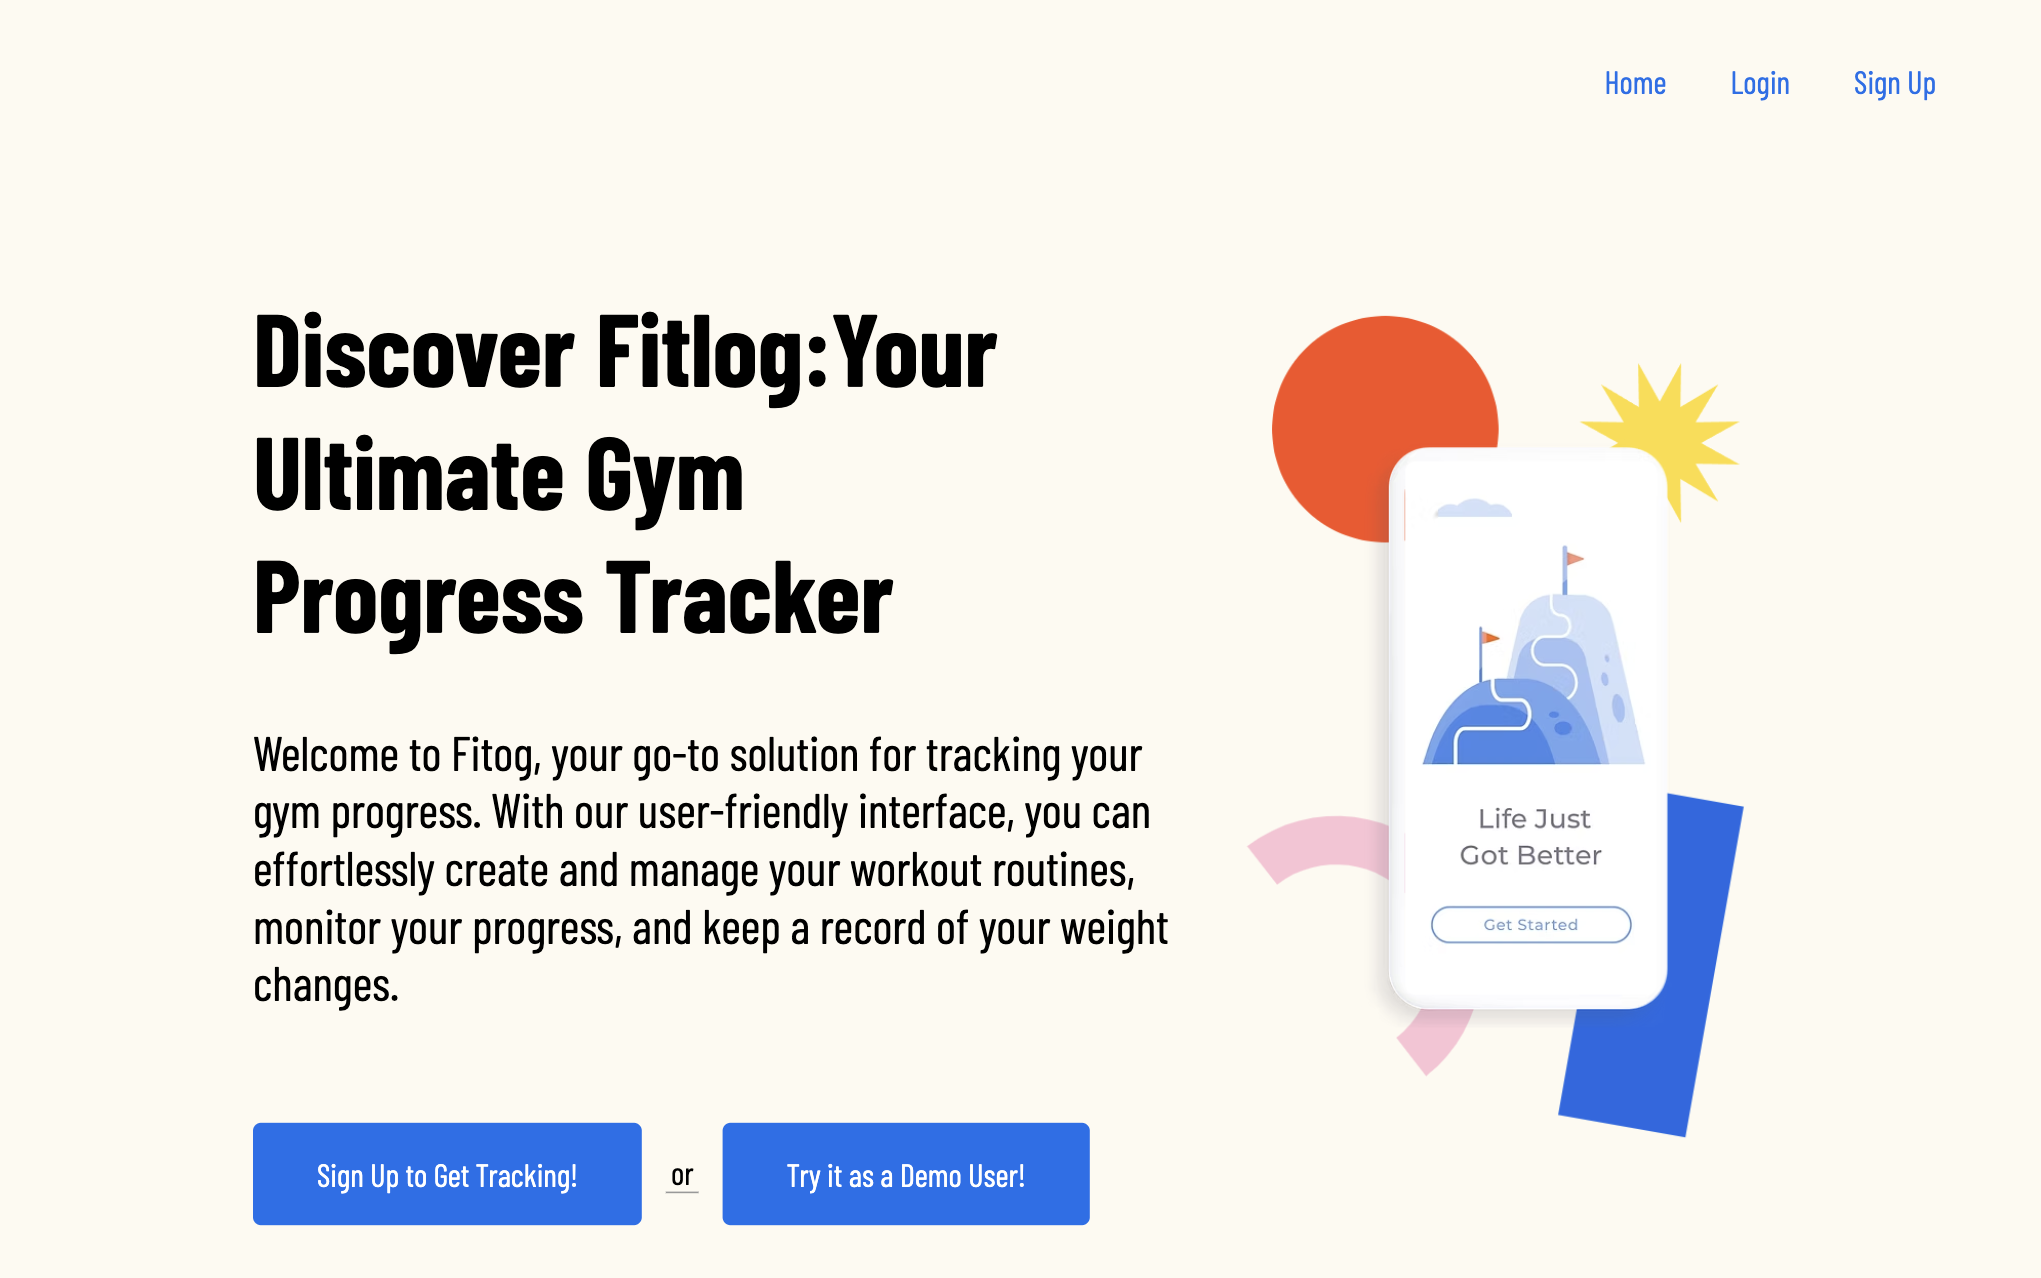 Home Login Sign Up
Discover Fitlog:Your
Ultimate Gym
Progress Tracker
Welcome to Fitog, your go-to solution for tracking your
gym progress. With our user-friendly interface, you can
effortlessly create and manage your workout routines,
monitor your progress, and keep a record of your weight
changes.
Sign Up to Get Tracking! or Try it as a Demo User!
Life Just
Got Better
Get Started